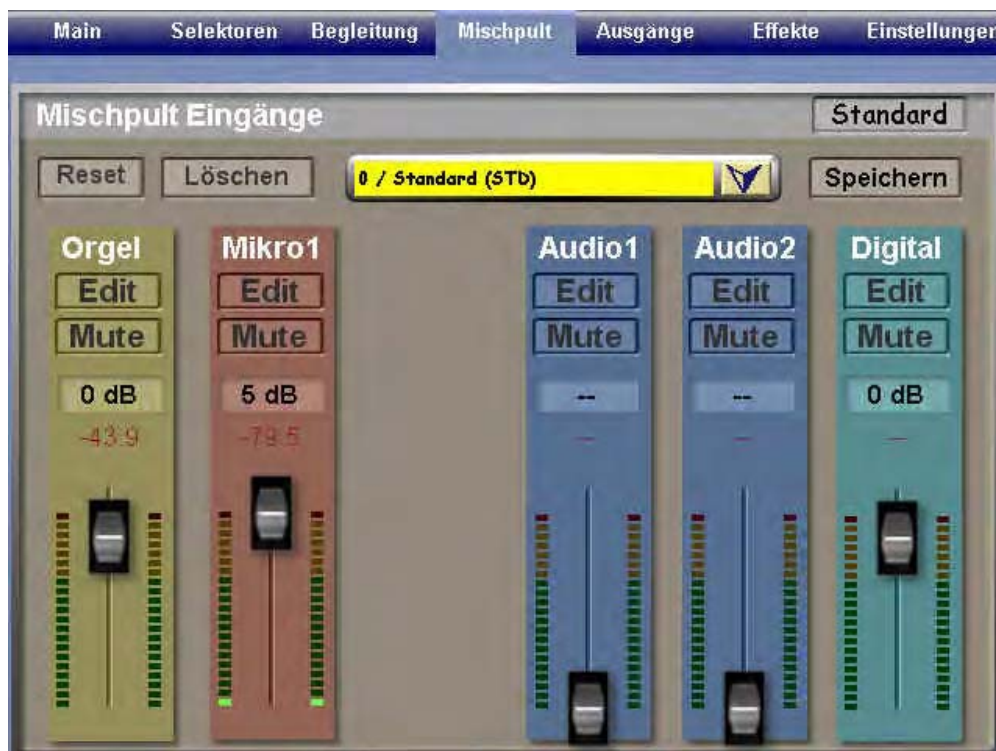 Main Selektoren Begleitung Mischpult Ausgänge Effekte Einstellungen
Mischpult Eingänge Standard
Reset Löschen 0 / Standard (STD) Speichern
Orgel Mikro1 Audio1 Audio2 Digital
Edit Edit Edit Edit Edit
Mute Mute Mute Mute Mute
0 dB 5 dB -- -- 0 dB
-43.9 -79.5 -- -- --